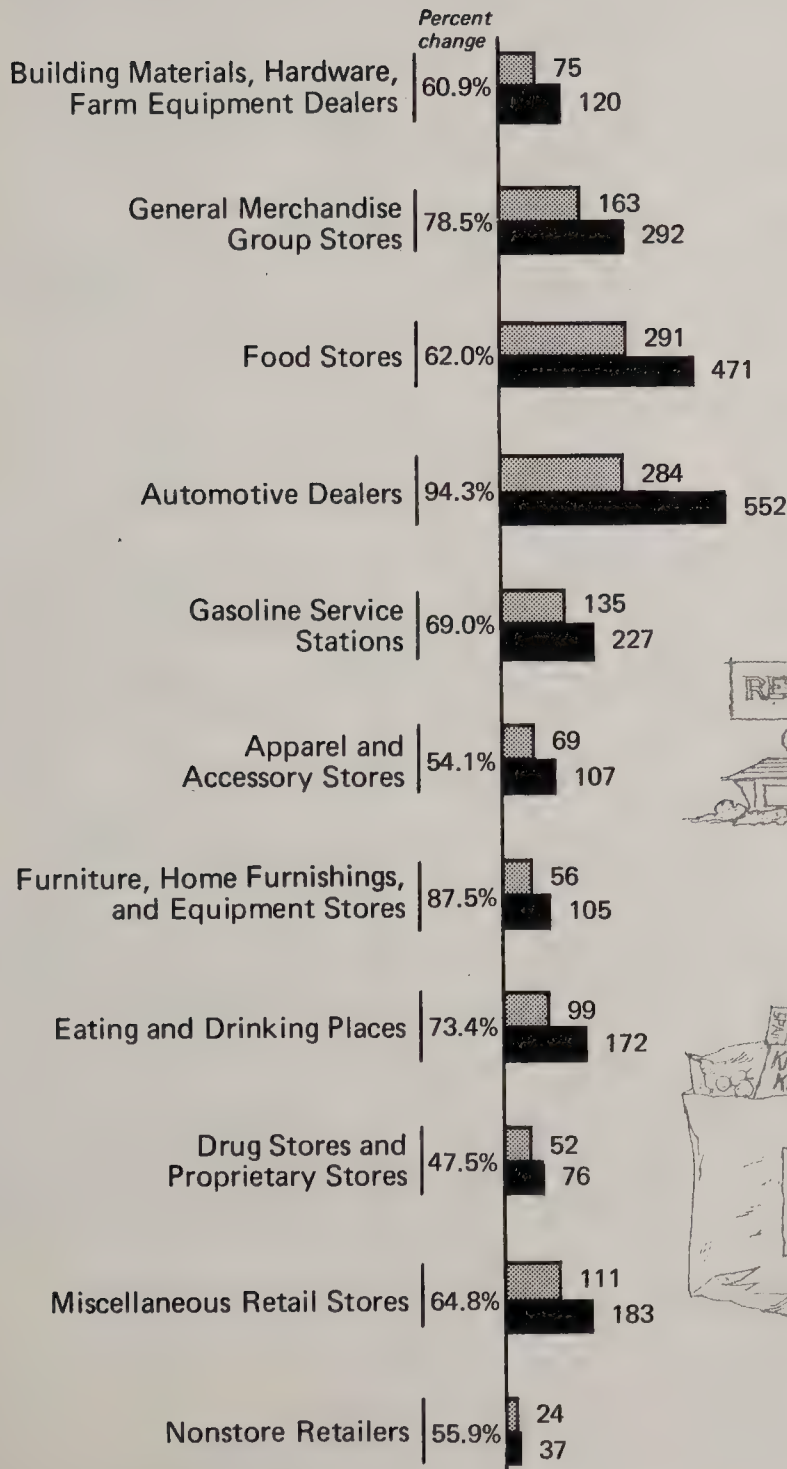 Percent
change
Building Materials, Hardware,
Farm Equipment Dealers
60.9%
75
120
General Merchandise
Group Stores
78.5%
163
292
Food Stores
62.0%
291
471
Automotive Dealers
94.3%
284
552
Gasoline Service
Stations
69.0%
135
227
Apparel and
Accessory Stores
54.1%
69
107
Furniture, Home Furnishings,
and Equipment Stores
87.5%
56
105
Eating and Drinking Places
73.4%
99
172
Drug Stores and
Proprietary Stores
47.5%
52
76
Miscellaneous Retail Stores
64.8%
111
183
Nonstore Retailers
55.9%
24
37